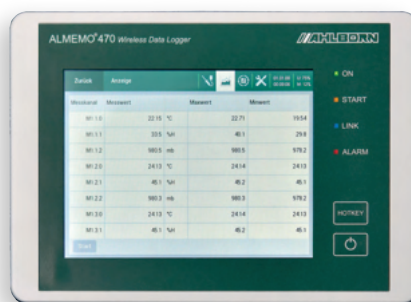 ALMEMO®470 Wireless Data Logger
AHLBORN
Zurück Anzeige
Messkanal Messwert Maxwert Minwert
M1.1.0 22.15 °C 22.71 19.54
M1.1.1 33.5 %H 40.1 29.8
M1.1.2 980.5 mb 980.5 979.2
M1.2.0 24.13 °C 24.14 24.13
M1.2.1 45.1 %H 45.2 45.1
M1.2.2 980.3 mb 980.3 979.2
M1.3.0 24.13 °C 24.14 24.13
M1.3.1 45.1 %H 45.2 45.1
Start
ON
START
LINK
ALARM
HOTKEY